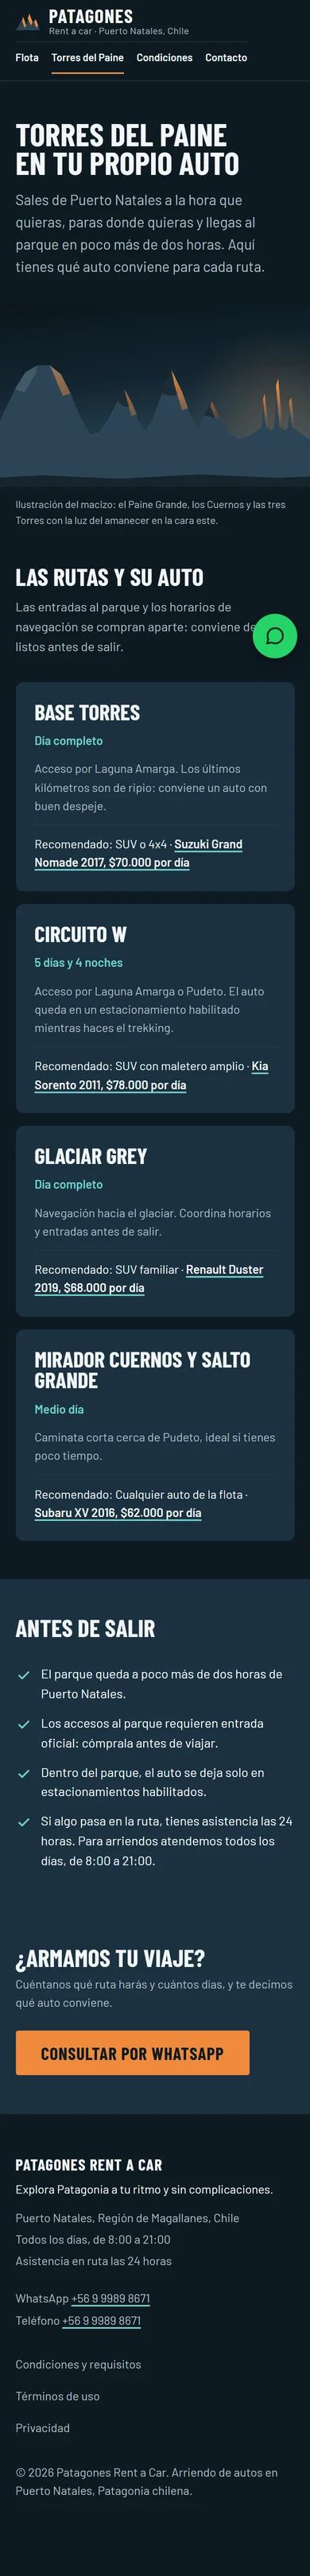 PATAGONES
Rent a car · Puerto Natales, Chile
Flota Torres del Paine Condiciones Contacto
TORRES DEL PAINE
EN TU PROPIO AUTO
Sales de Puerto Natales a la hora que
quieras, paras donde quieras y llegas al
parque en poco más de dos horas. Aquí
tienes qué auto conviene para cada ruta.
Ilustración del macizo: el Paine Grande, los Cuernos y las tres
Torres con la luz del amanecer en la cara este.
LAS RUTAS Y SU AUTO
Las entradas al parque y los horarios de
navegación se compran aparte: conviene
listos antes de salir.
BASE TORRES
Día completo
Acceso por Laguna Amarga. Los últimos
kilómetros son de ripio: conviene un auto con
buen despeje.
Recomendado: SUV o 4x4 · Suzuki Grand
Nomade 2017, $70.000 por día
CIRCUITO W
5 días y 4 noches
Acceso por Laguna Amarga o Pudeto. El auto
queda en un estacionamiento habilitado
mientras haces el trekking.
Recomendado: SUV con maletero amplio · Kia
Sorento 2011, $78.000 por día
GLACIAR GREY
Día completo
Navegación hacia el glaciar. Coordina horarios
y entradas antes de salir.
Recomendado: SUV familiar · Renault Duster
2019, $68.000 por día
MIRADOR CUERNOS Y SALTO
GRANDE
Medio día
Caminata corta cerca de Pudeto, ideal si tienes
poco tiempo.
Recomendado: Cualquier auto de la flota ·
Subaru XV 2016, $62.000 por día
ANTES DE SALIR
El parque queda a poco más de dos horas de
Puerto Natales.
Los accesos al parque requieren entrada
oficial: cómprala antes de viajar.
Dentro del parque, el auto se deja solo en
estacionamientos habilitados.
Si algo pasa en la ruta, tienes asistencia las 24
horas. Para arriendos atendemos todos los
días, de 8:00 a 21:00.
¿ARMAMOS TU VIAJE?
Cuéntanos qué ruta harás y cuántos días, y te decimos
qué auto conviene.
CONSULTAR POR WHATSAPP
PATAGONES RENT A CAR
Explora Patagonia a tu ritmo y sin complicaciones.
Puerto Natales, Región de Magallanes, Chile
Todos los días, de 8:00 a 21:00
Asistencia en ruta las 24 horas
WhatsApp +56 9 9989 8671
Teléfono +56 9 9989 8671
Condiciones y requisitos
Términos de uso
Privacidad
© 2026 Patagones Rent a Car. Arriendo de autos en
Puerto Natales, Patagonia chilena.